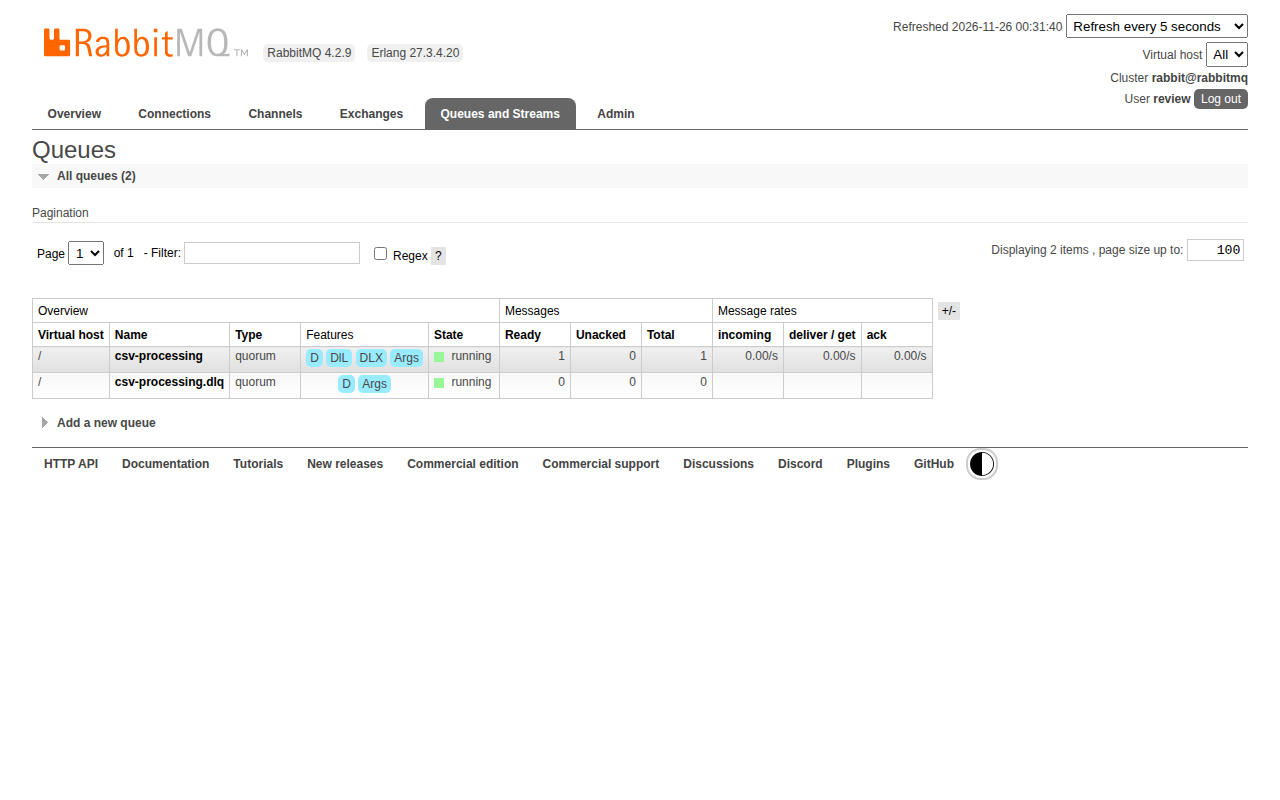 RabbitMQ TM RabbitMQ 4.2.9 Erlang 27.3.4.20
Refreshed 2026-11-26 00:31:40 Refresh every 5 seconds
Virtual host All
Cluster rabbit@rabbitmq
User review Log out
Overview Connections Channels Exchanges Queues and Streams Admin
Queues
All queues (2)
Pagination
Page 1 of 1 - Filter: Regex ? Displaying 2 items , page size up to: 100
Overview Messages Message rates +/-
Virtual host Name Type Features State Ready Unacked Total incoming deliver / get ack
/ csv-processing quorum D DIL DLX Args running 1 0 1 0.00/s 0.00/s 0.00/s
/ csv-processing.dlq quorum D Args running 0 0 0
Add a new queue
HTTP API Documentation Tutorials New releases Commercial edition Commercial support Discussions Discord Plugins GitHub